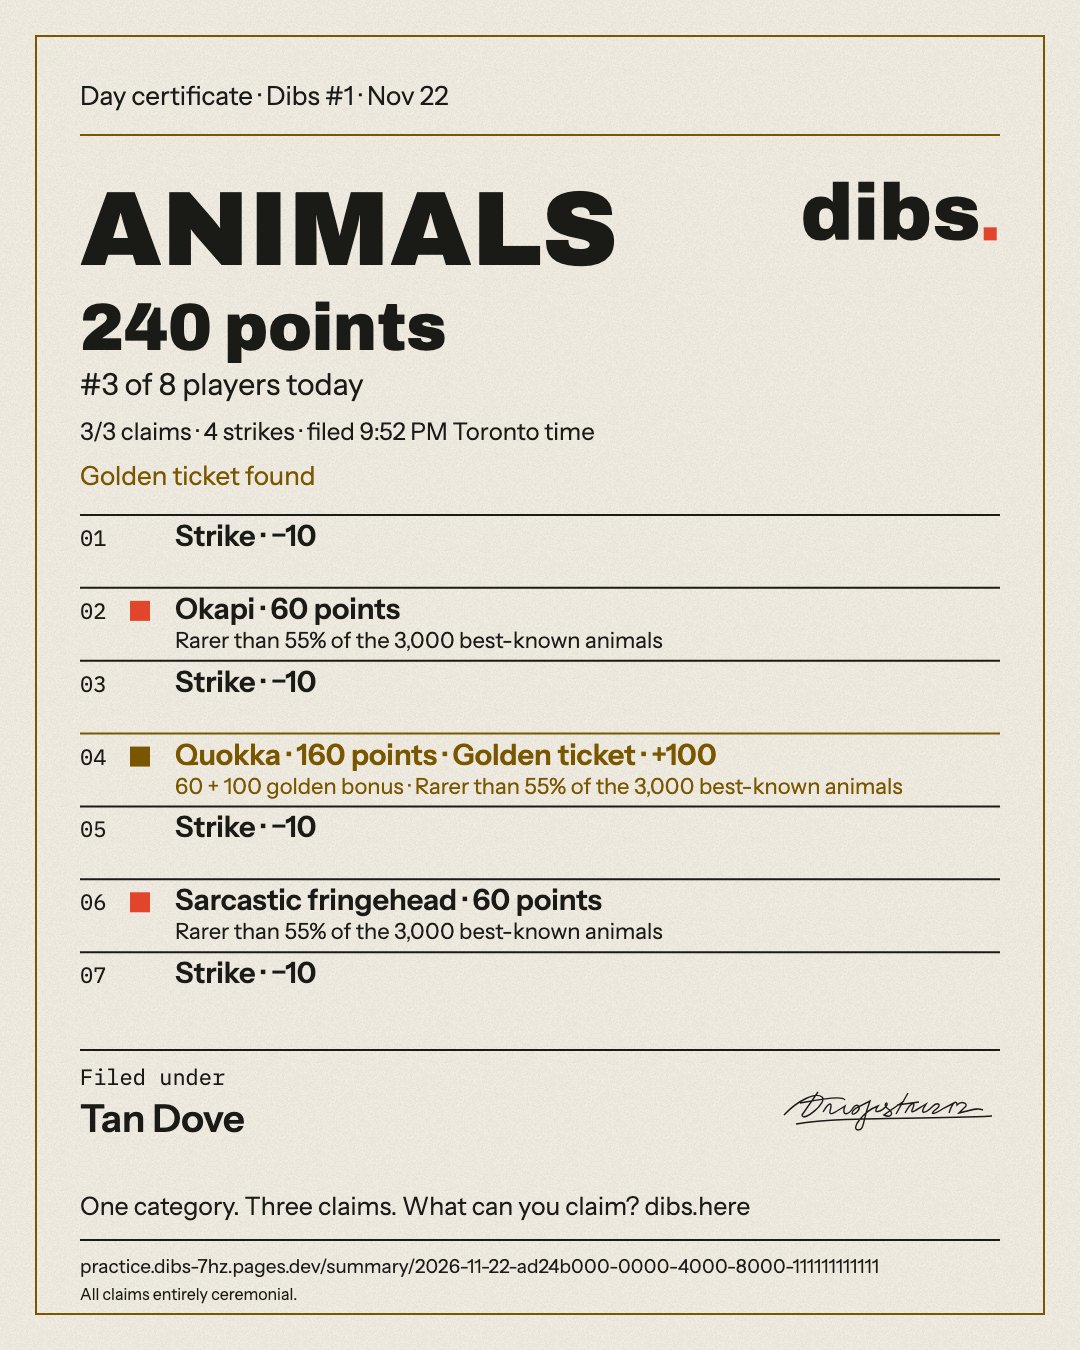 Day certificate · Dibs #1 · Nov 22
ANIMALS
dibs.
240 points
#3 of 8 players today
3/3 claims · 4 strikes · filed 9:52 PM Toronto time
Golden ticket found
01 Strike · −10
02 Okapi · 60 points
Rarer than 55% of the 3,000 best-known animals
03 Strike · −10
04 Quokka · 160 points · Golden ticket · +100
60 + 100 golden bonus · Rarer than 55% of the 3,000 best-known animals
05 Strike · −10
06 Sarcastic fringehead · 60 points
Rarer than 55% of the 3,000 best-known animals
07 Strike · −10
Filed under
Tan Dove
One category. Three claims. What can you claim? dibs.here
practice.dibs-7hz.pages.dev/summary/2026-11-22-ad24b000-0000-4000-8000-111111111111
All claims entirely ceremonial.